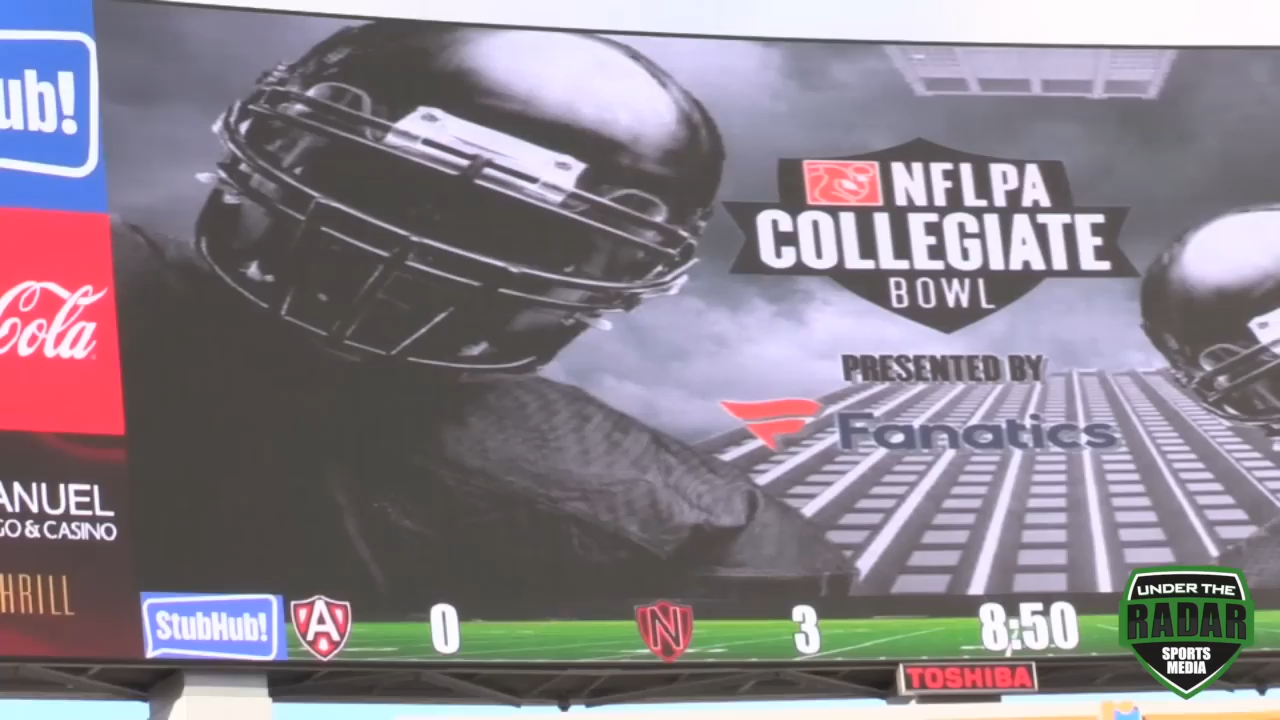 ub!
Cola
ANUEL
GO & CASINO
HRILL
NFLPA
COLLEGIATE
BOWL
PRESENTED BY
Fanatics
StubHub! A 0 N 3 8:50
TOSHIBA
UNDER THE
RADAR
SPORTS
MEDIA